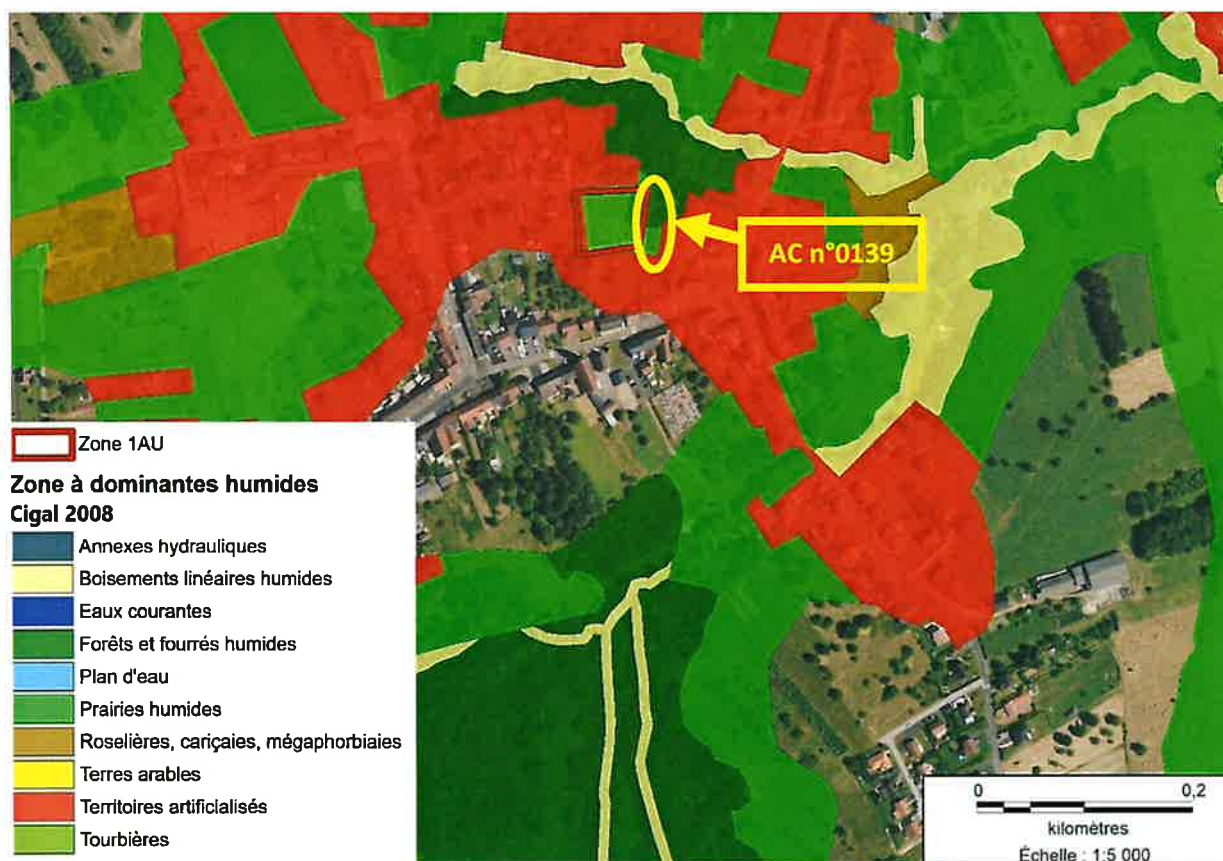 AC n°0139
Zone 1AU
Zone à dominantes humides
Cigal 2008
Annexes hydrauliques
Boisements linéaires humides
Eaux courantes
Forêts et fourrés humides
Plan d'eau
Prairies humides
Roselières, cariçaies, mégaphorbiaies
Terres arables
Territoires artificialisés
Tourbières
0 0,2
kilomètres
Échelle : 1:5 000